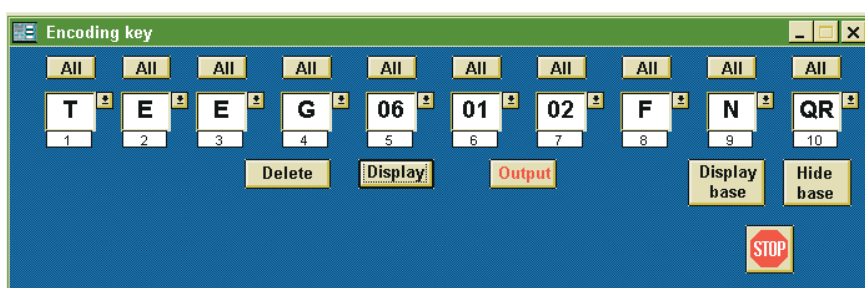 Encoding key
All All All All All All All All All All
T E E G 06 01 02 F N QR
1 2 3 4 5 6 7 8 9 10
Delete Display Output Display base Hide base
STOP